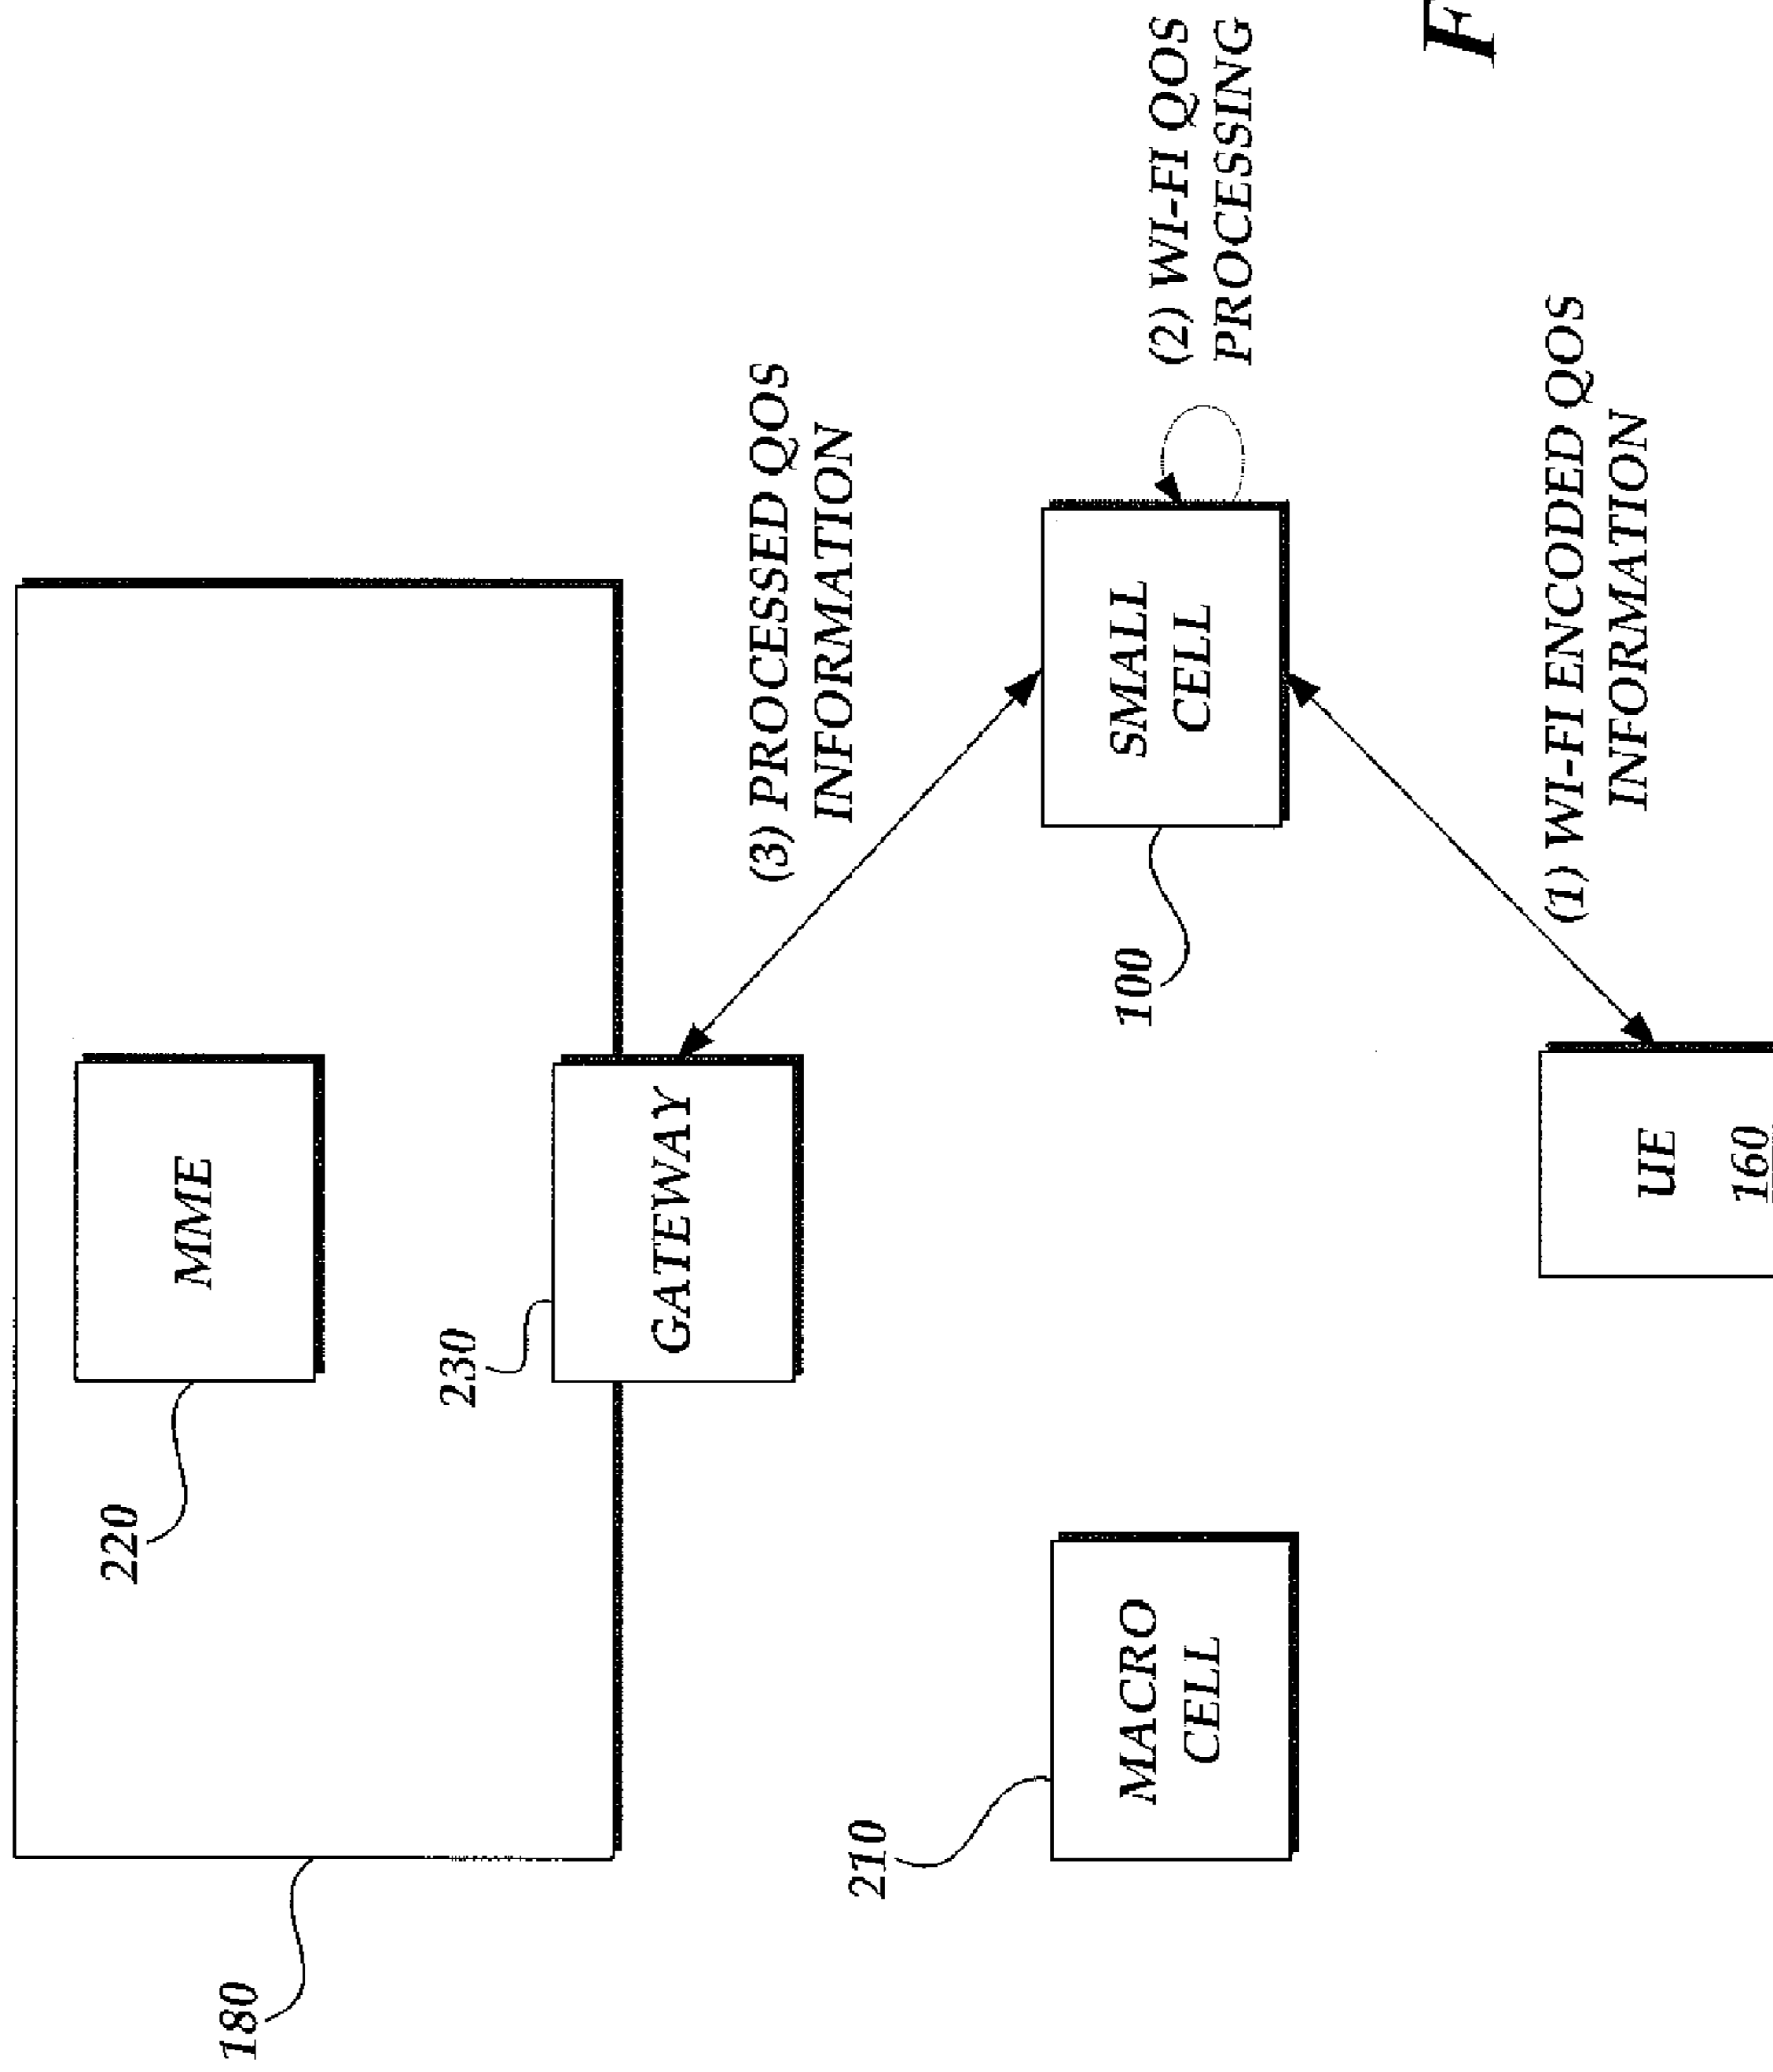 180
220
MME
230
GATEWAY
(3) PROCESSED QOS
INFORMATION
210
MACRO
CELL
100
SMALL
CELL
(2) WI-FI QOS
PROCESSING
(1) WI-FI ENCODED QOS
INFORMATION
UE
160
F